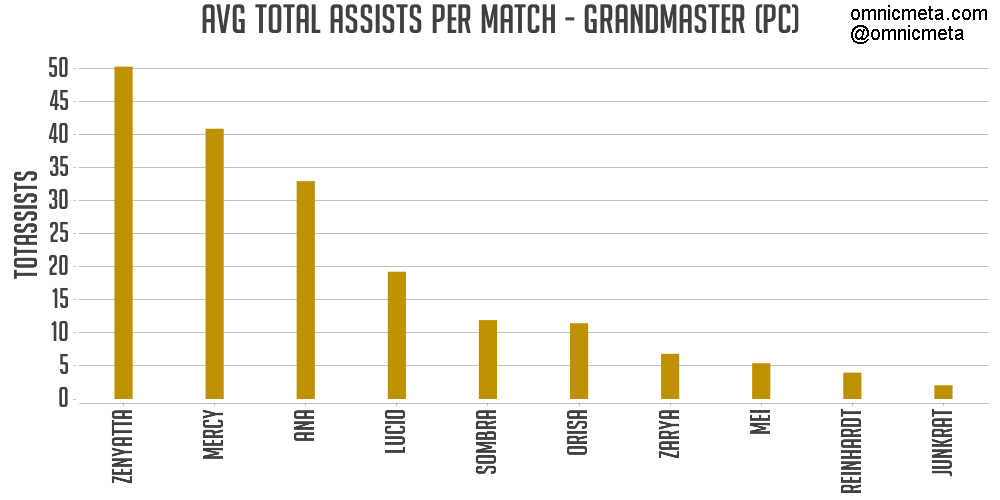 AVG TOTAL ASSISTS PER MATCH - GRANDMASTER (PC)
omnicmeta.com
@omnicmeta
TOTASSISTS
50
45
40
35
30
25
20
15
10
5
0
ZENYATTA
MERCY
ANA
LUCIO
SOMBRA
ORISA
ZARYA
MEI
REINHARDT
JUNKRAT